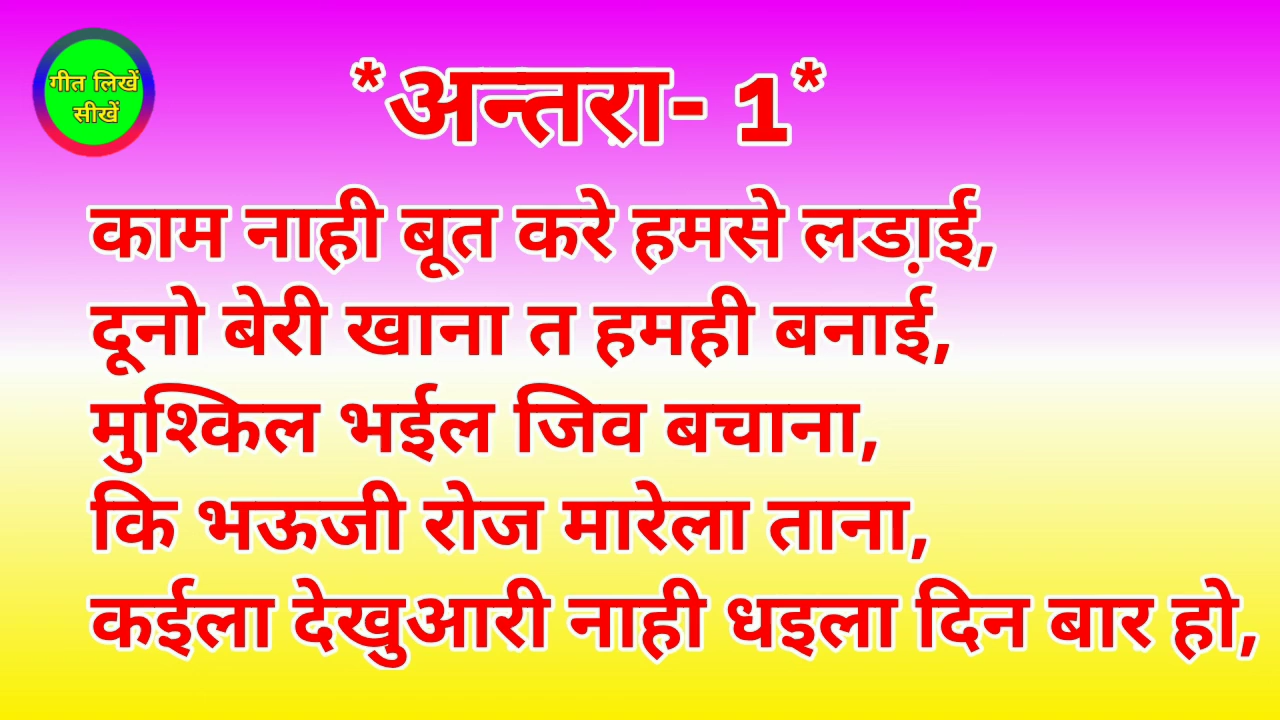 गीत लिखें
सीखें
*अन्तरा- 1*
काम नाही बूत करे हमसे लडा़ई,
दूनो बेरी खाना त हमही बनाई,
मुश्किल भईल जिव बचाना,
कि भऊजी रोज मारेला ताना,
कईला देखुआरी नाही धइला दिन बार हो,